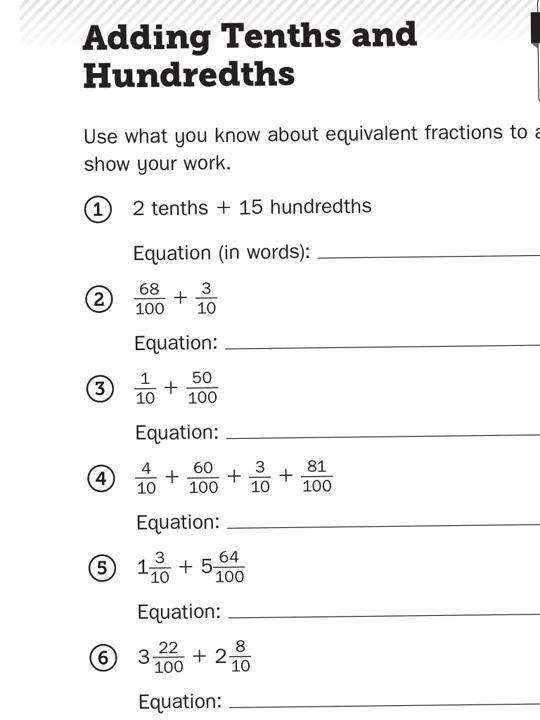 Adding Tenths and
Hundredths
Use what you know about equivalent fractions to
show your work.
1 2 tenths + 15 hundredths
Equation (in words):
2 68/100 + 3/10
Equation:
3 1/10 + 50/100
Equation:
4 4/10 + 60/100 + 3/10 + 81/100
Equation:
5 1 3/10 + 5 64/100
Equation:
6 3 22/100 + 2 8/10
Equation: